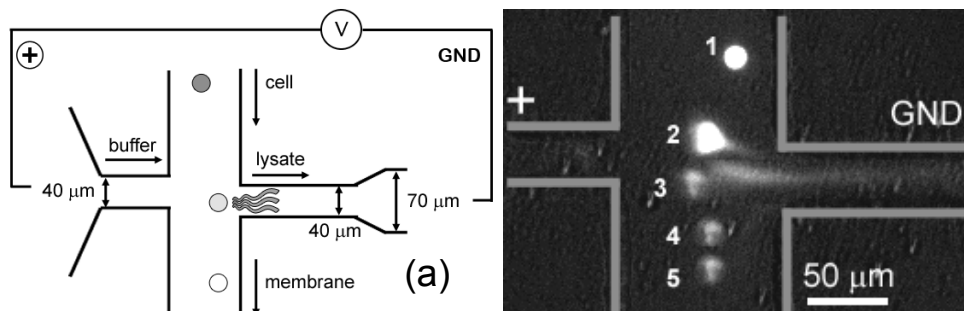 +
V
GND
cell
buffer
lysate
40 μm
40 μm
70 μm
membrane
(a)
1
+
GND
2
3
4
5
50 μm